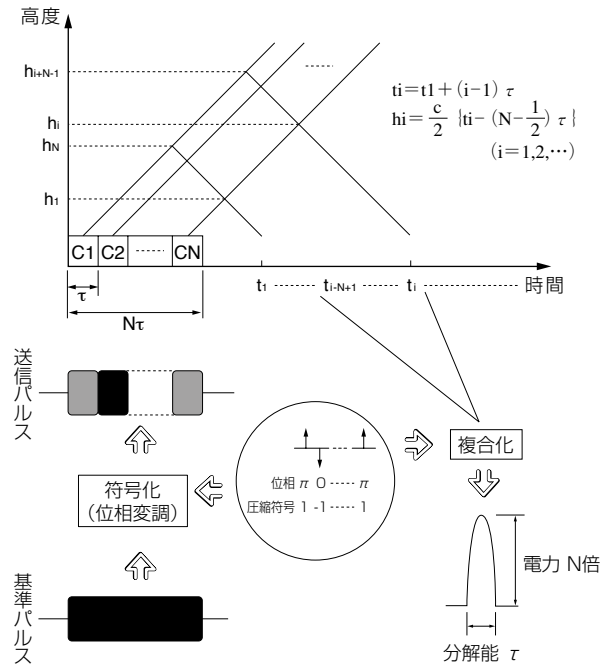 高度
hi+N-1
hi
hN
h1
ti=t1+(i-1) τ
hi=c/2 {ti-(N-1/2) τ}
(i=1,2,…)
C1 C2 ······ CN
t1 ········ ti-N+1 ········ ti ············ 時間
τ
Nτ
送信パルス
符号化
(位相変調)
基準パルス
位相 π 0 ····· π
圧縮符号 1 -1 ····· 1
複合化
電力 N倍
分解能 τ